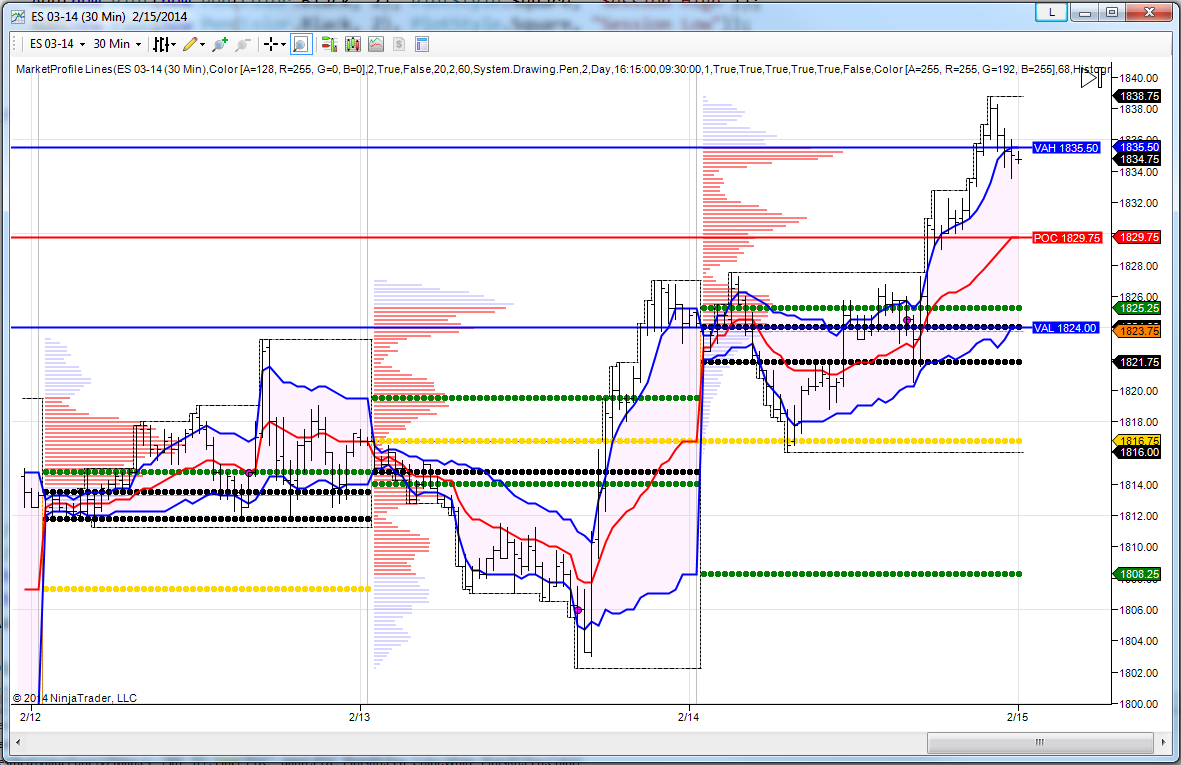 ES 03-14 (30 Min) 2/15/2014
L
X
ES 03-14
30 Min
MarketProfileLines(ES 03-14 (30 Min),Color [A=128, R=255, G=0, B=0],2,True,False,20,2,60,System.Drawing.Pen,2,Day,16:15:00,09:30:00,1,True,True,True,True,True,False,Color [A=255, R=255, G=192, B=255],68,Histogr
1840.00
1838.75
VAH 1835.50
1835.50
1834.75
1832.00
POC 1829.75
1829.75
1828.00
1826.00
1825.25
VAL 1824.00
1823.75
1821.75
1820.00
1818.00
1816.75
1816.00
1814.00
1812.00
1810.00
1808.25
1806.00
1804.00
1802.00
1800.00
© 2014 NinjaTrader, LLC
2/12
2/13
2/14
2/15